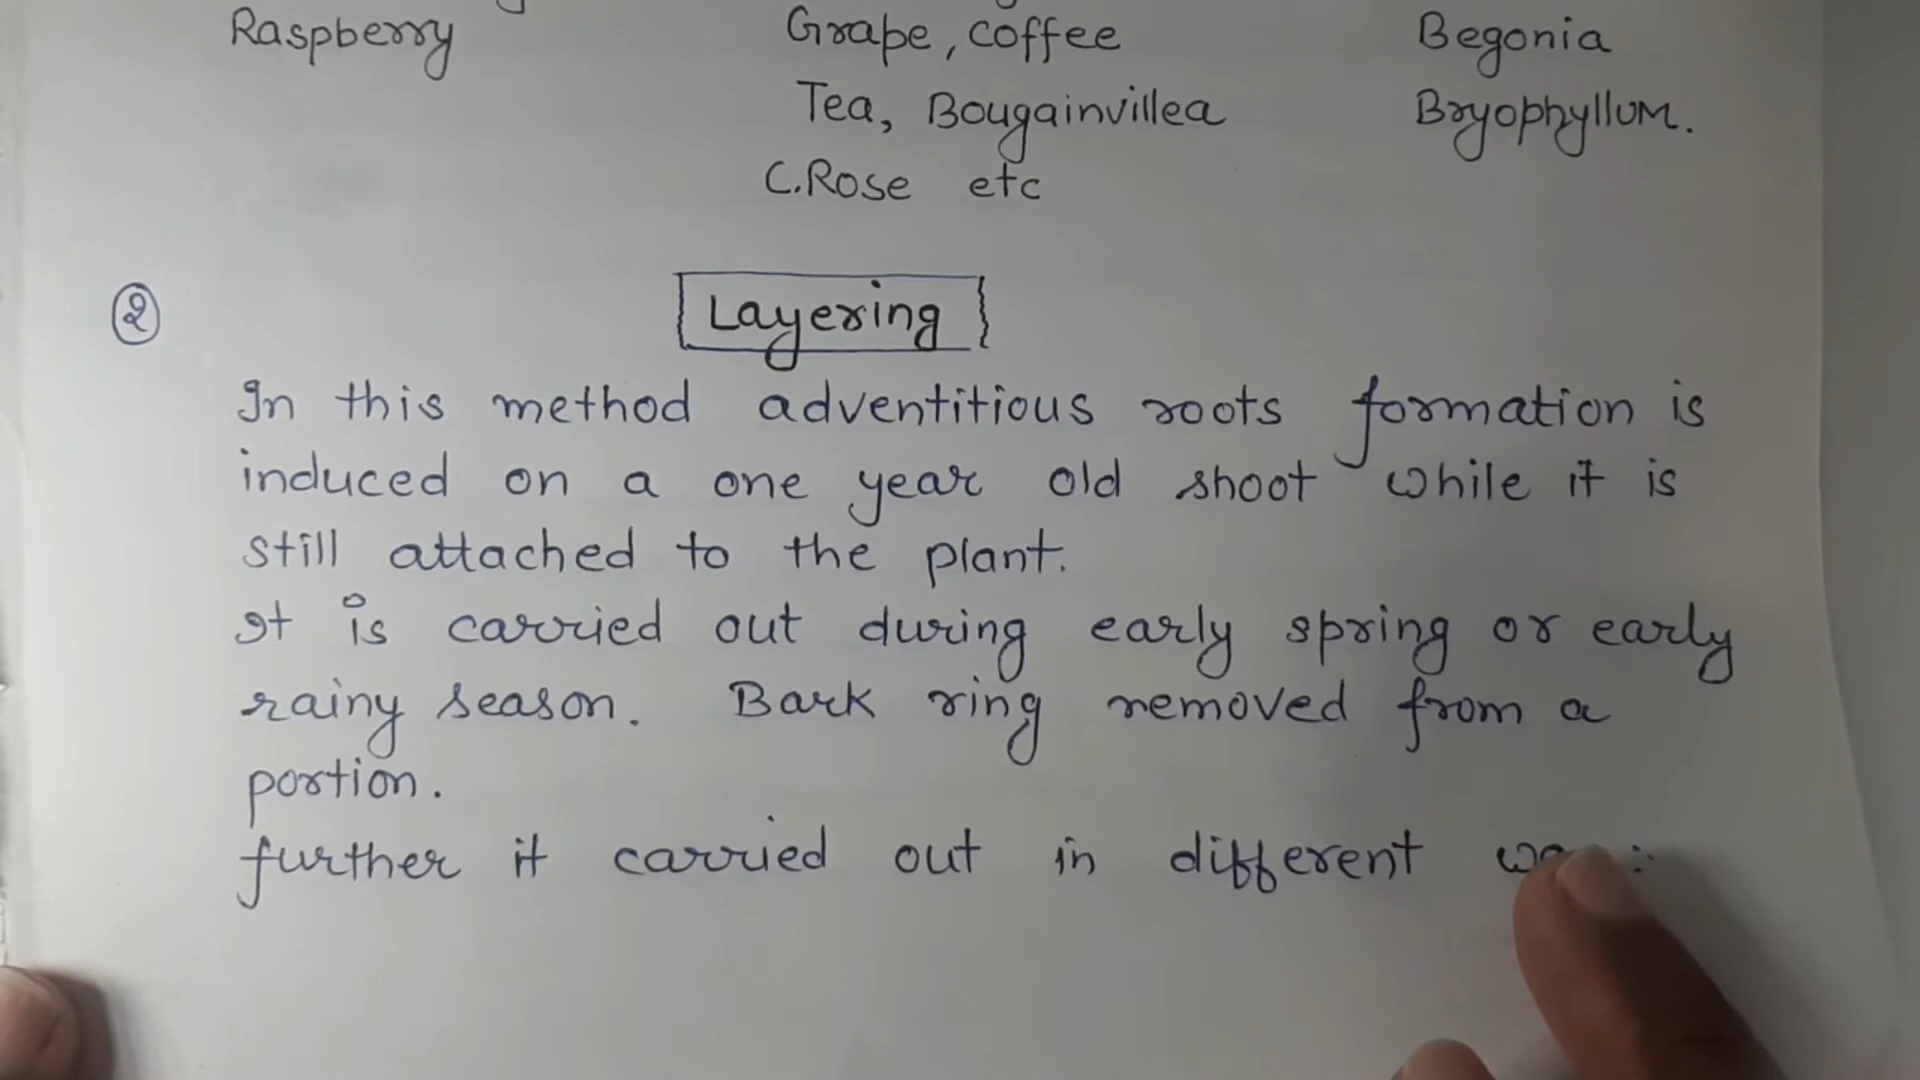 Raspberry Grape, coffee Begonia
Tea, Bougainvillea Bryophyllum.
C.Rose etc
2 Layering
In this method adventitious roots formation is
induced on a one year old shoot while it is
still attached to the plant.
It is carried out during early spring or early
rainy season. Bark ring removed from a
portion.
further it carried out in different